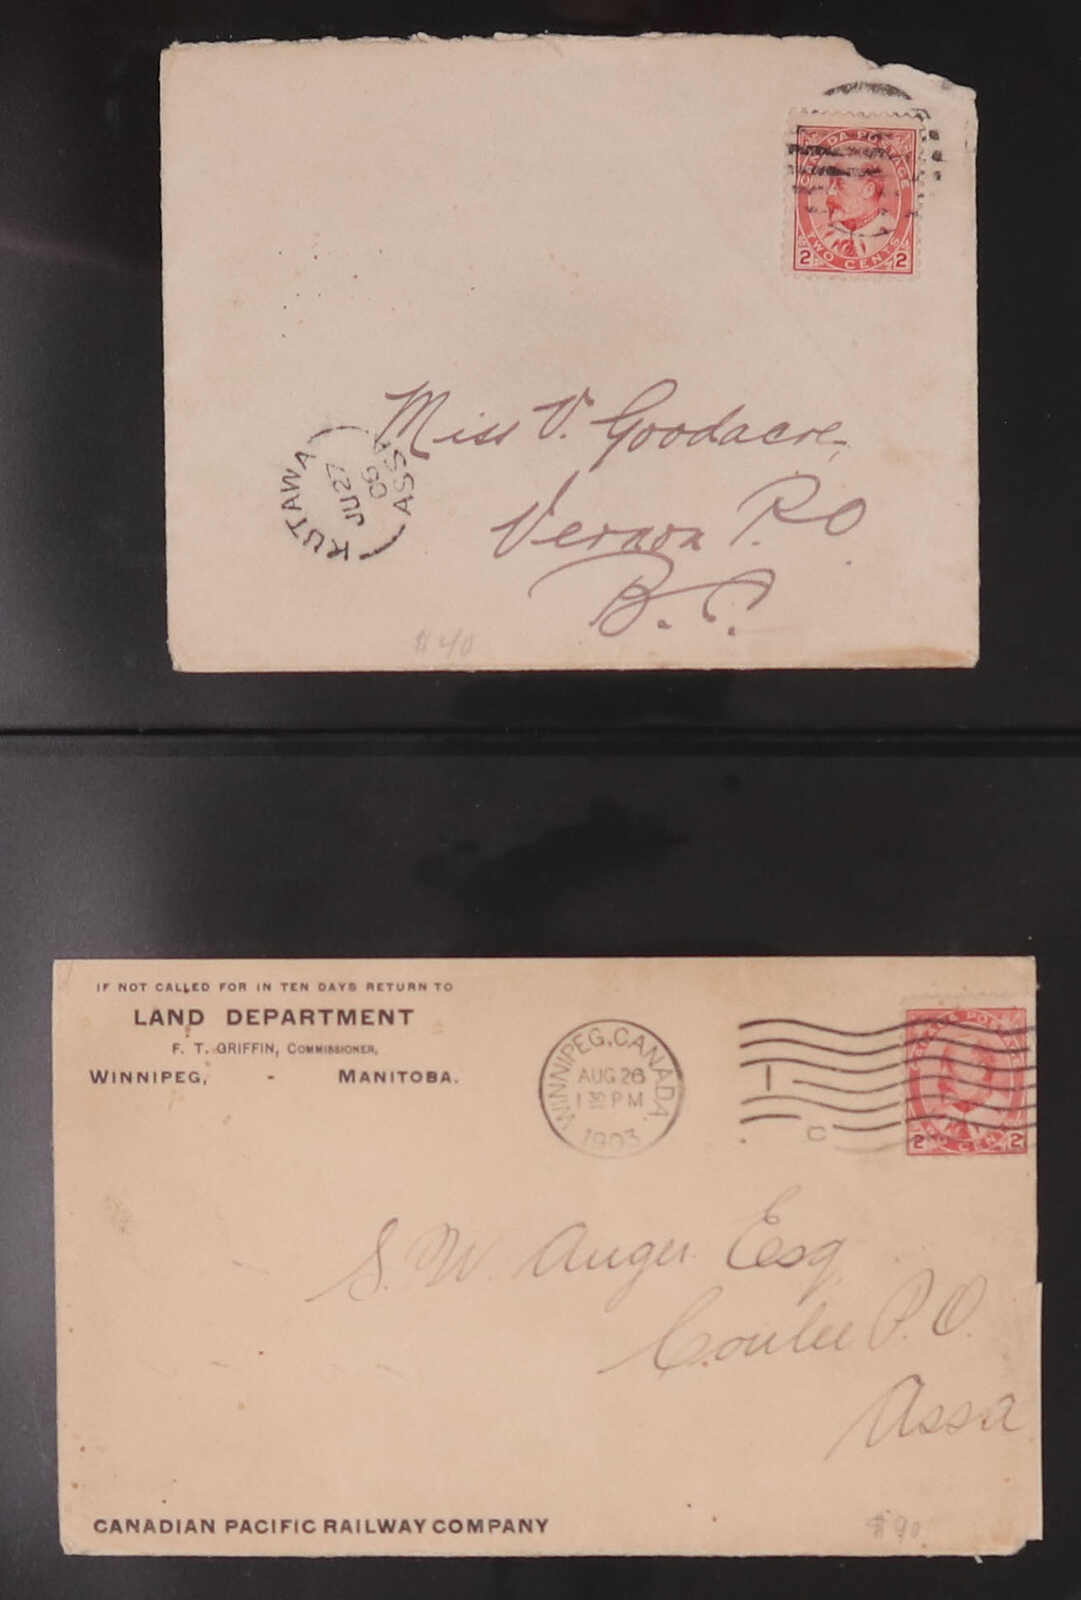 CANADA POSTAGE
TWO CENTS
2 2
Miss V. Goodacre,
Vernon P.O
B.C.
KUTAWA
JU 27
06
ASSA
$40
IF NOT CALLED FOR IN TEN DAYS RETURN TO
LAND DEPARTMENT
F. T. GRIFFIN, COMMISSIONER,
WINNIPEG, - MANITOBA.
WINNIPEG, CANADA.
AUG 26
1 30 PM
1903
C
2 2
S. W. Auger Esq
Coulee P.O.
Assa
CANADIAN PACIFIC RAILWAY COMPANY
$90